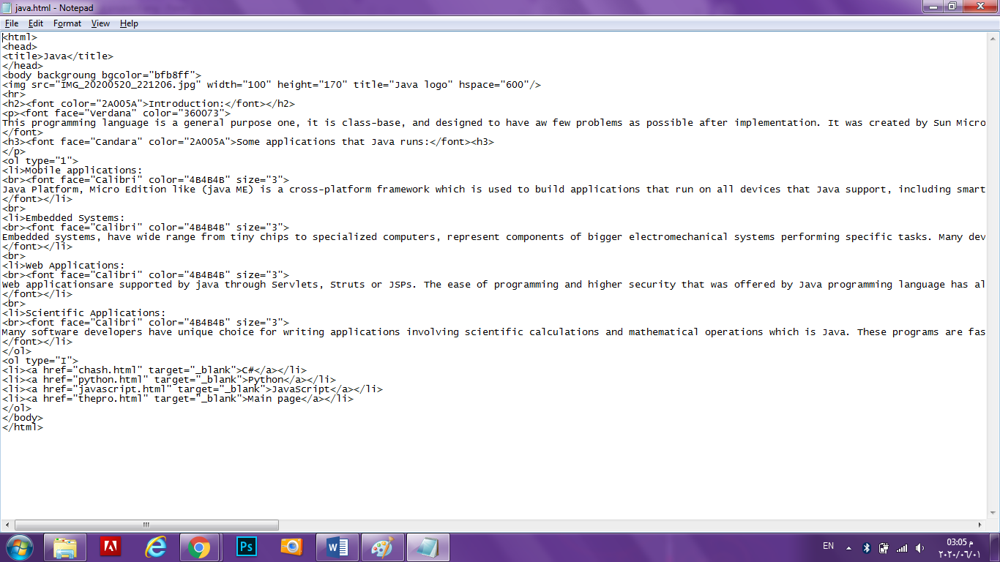 java.html - Notepad
File Edit Format View Help
<html>
<head>
<title>Java</title>
</head>
<body backgroung bgcolor="bfb8ff">
<img src="IMG_20200520_221206.jpg" width="100" height="170" title="Java logo" hspace="600"/>
<hr>
<h2><font color="2A005A">Introduction:</font></h2>
<p><font face="Verdana" color="360073">
This programming language is a general purpose one, it is class-base, and designed to have aw few problems as possible after implementation. It was created by Sun Micro
</font>
<h3><font face="Candara" color="2A005A">Some applications that Java runs:</font><h3>
</p>
<ol type="1">
<li>Mobile applications:
<br><font face="Calibri" color="4B4B4B" size="3">
Java Platform, Micro Edition like (java ME) is a cross-platform framework which is used to build applications that run on all devices that Java support, including smart
</font></li>
<br>
<li>Embedded Systems:
<br><font face="Calibri" color="4B4B4B" size="3">
Embedded systems, have wide range from tiny chips to specialized computers, represent components of bigger electromechanical systems performing specific tasks. Many dev
</font></li>
<br>
<li>Web Applications:
<br><font face="Calibri" color="4B4B4B" size="3">
Web applicationsare supported by java through Servlets, Struts or JSPs. The ease of programming and higher security that was offered by Java programming language has al
</font></li>
<br>
<li>Scientific Applications:
<br><font face="Calibri" color="4B4B4B" size="3">
Many software developers have unique choice for writing applications involving scientific calculations and mathematical operations which is Java. These programs are fas
</font></li>
</ol>
<ol type="I">
<li><a href="chash.html" target="_blank">C#</a></li>
<li><a href="python.html" target="_blank">Python</a></li>
<li><a href="javascript.html" target="_blank">JavaScript</a></li>
<li><a href="thepro.html" target="_blank">Main page</a></li>
</ol>
</body>
</html>
Ps W EN 03:05 م
٢٠٢٠/٠٦/٠١